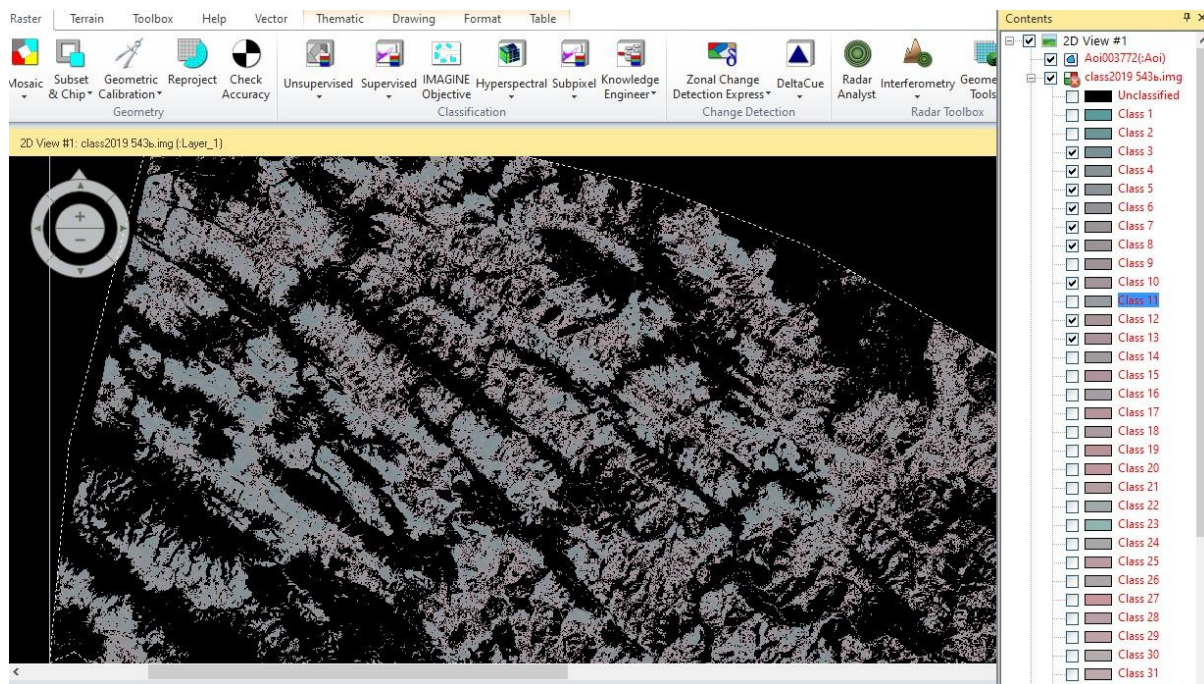 Raster Terrain Toolbox Help Vector Thematic Drawing Format Table
Mosaic
Subset & Chip
Geometric Calibration
Reproject
Check Accuracy
Geometry
Unsupervised
Supervised
IMAGINE Objective
Hyperspectral
Subpixel
Knowledge Engineer
Classification
Zonal Change Detection Express
DeltaCue
Change Detection
Radar Analyst
Interferometry
Geome Tools
Radar Toolbox
2D View #1: class2019 543ь.img (:Layer_1)
Contents
2D View #1
Aoi003772(:Aoi)
class2019 543ь.img
Unclassified
Class 1
Class 2
Class 3
Class 4
Class 5
Class 6
Class 7
Class 8
Class 9
Class 10
Class 11
Class 12
Class 13
Class 14
Class 15
Class 16
Class 17
Class 18
Class 19
Class 20
Class 21
Class 22
Class 23
Class 24
Class 25
Class 26
Class 27
Class 28
Class 29
Class 30
Class 31